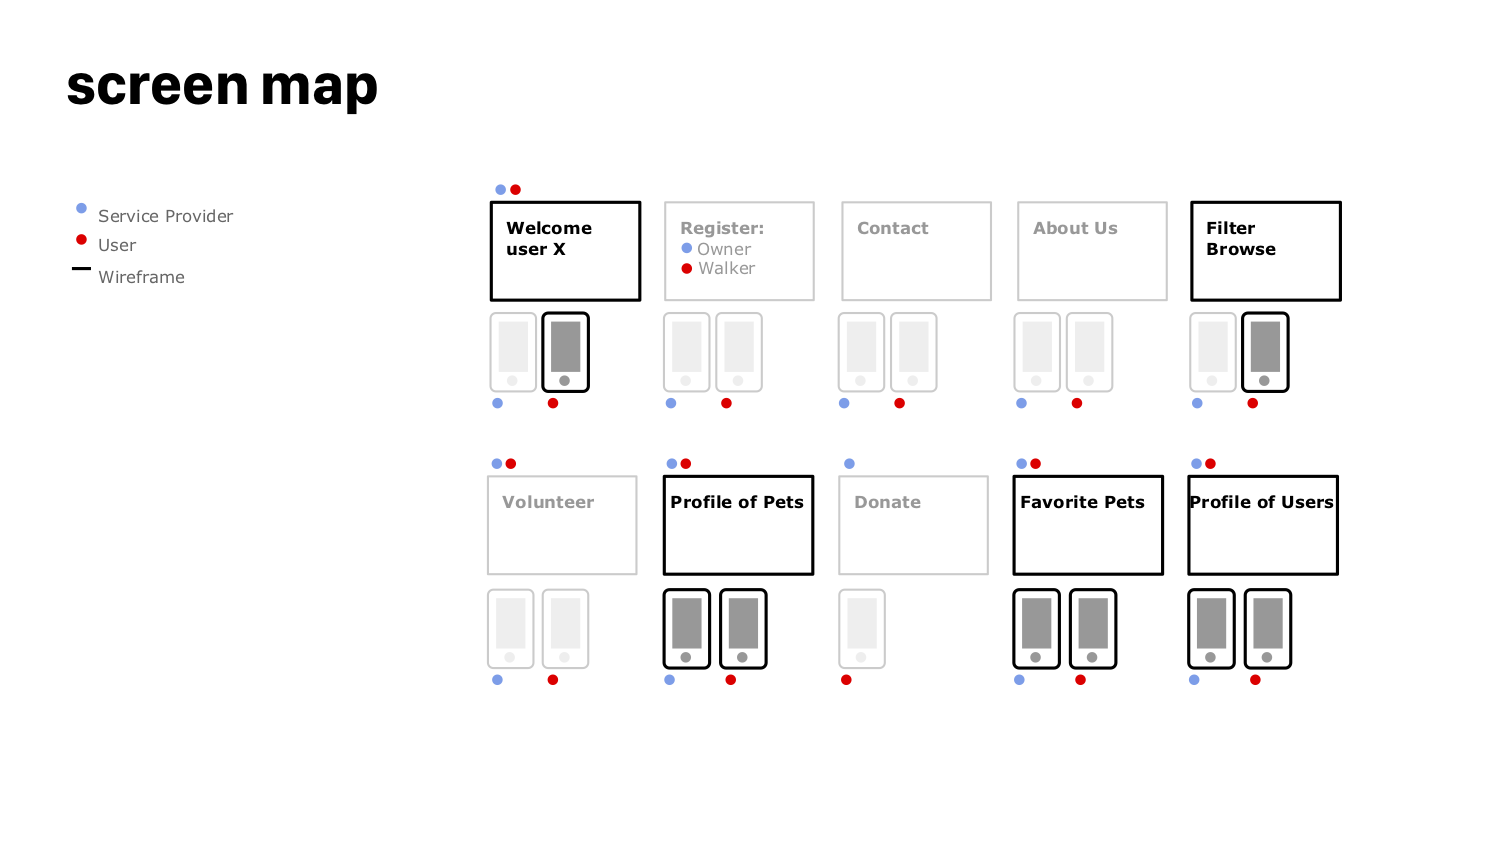 screen map
Service Provider
User
Wireframe
Welcome
user X
Register:
Owner
Walker
Contact
About Us
Filter
Browse
Volunteer
Profile of Pets
Donate
Favorite Pets
Profile of Users